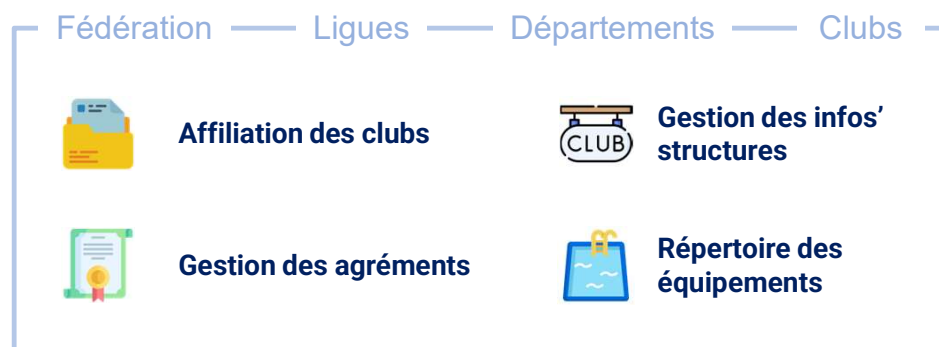 Fédération Ligues Départements Clubs
Affiliation des clubs
CLUB
Gestion des infos’
structures
Gestion des agréments
Répertoire des
équipements